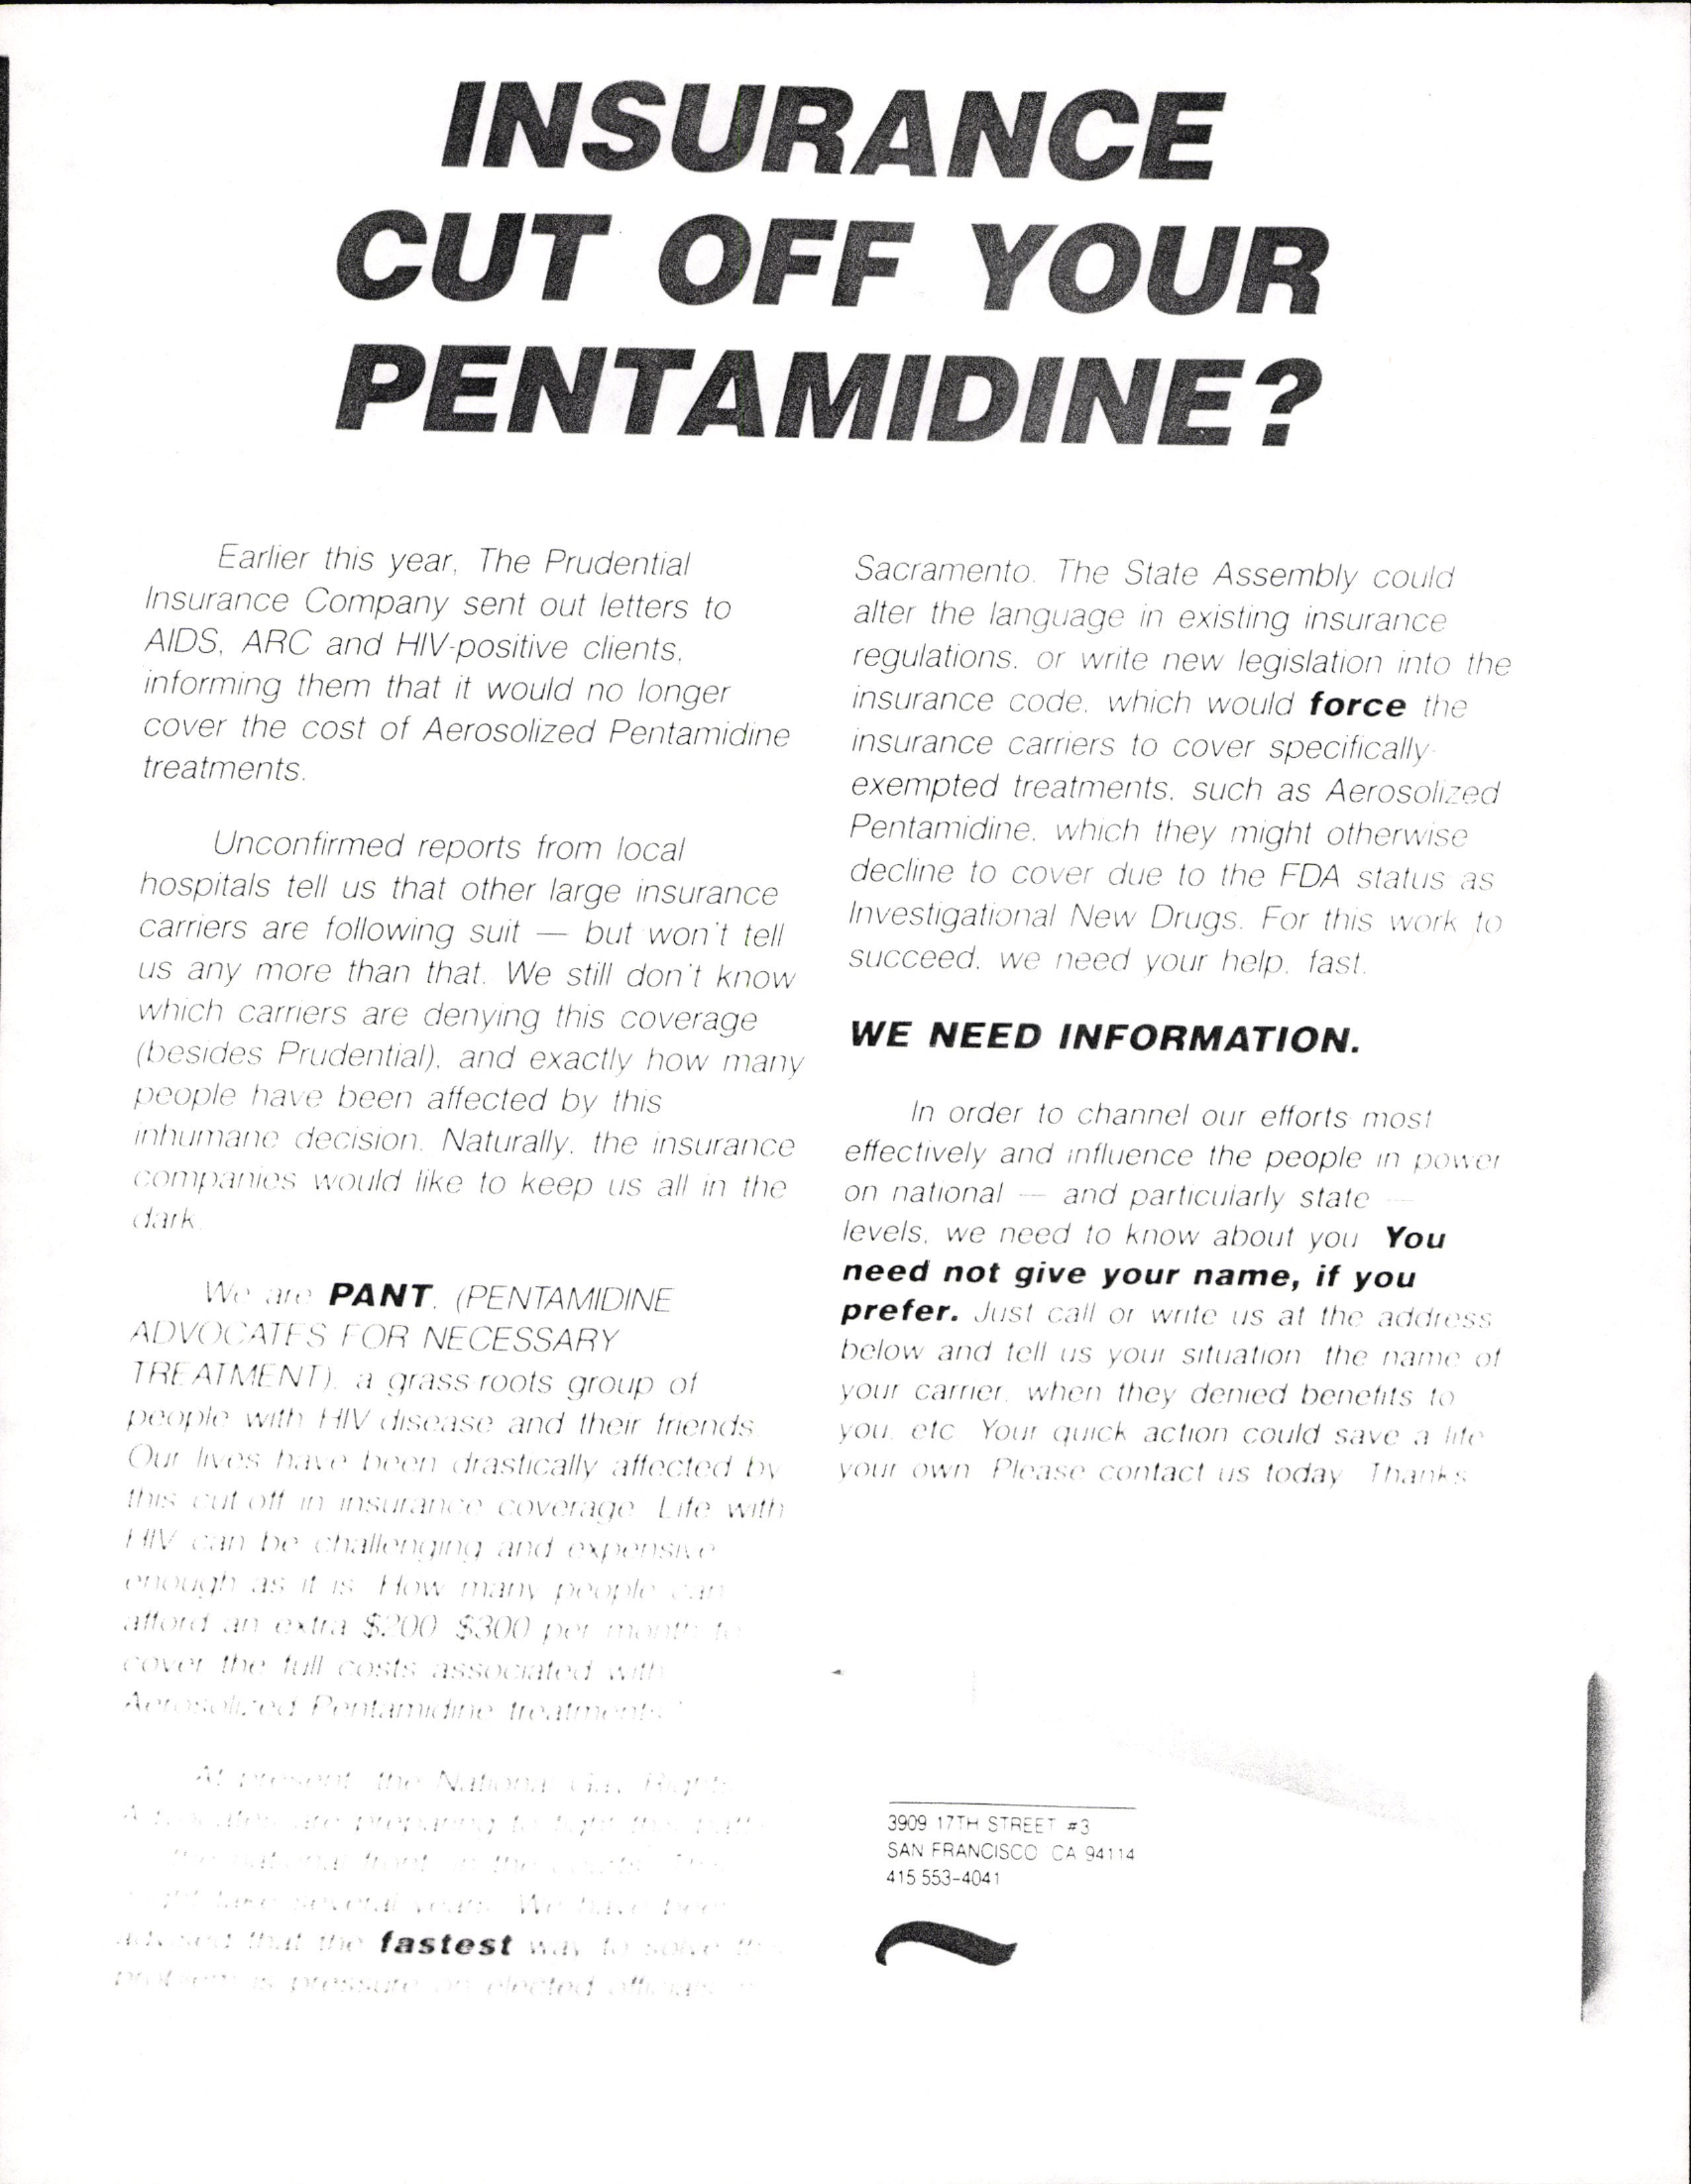 INSURANCE
CUT OFF YOUR
PENTAMIDINE?
Earlier this year, The Prudential
Insurance Company sent out letters to
AIDS, ARC and HIV-positive clients,
informing them that it would no longer
cover the cost of Aerosolized Pentamidine
treatments.
Unconfirmed reports from local
hospitals tell us that other large insurance
carriers are following suit — but won't tell
us any more than that. We still don't know
which carriers are denying this coverage
(besides Prudential), and exactly how many
people have been affected by this
inhumane decision. Naturally, the insurance
companies would like to keep us all in the
dark.
We are PANT, (PENTAMIDINE
ADVOCATES FOR NECESSARY
TREATMENT), a grass roots group of
people with HIV disease and their friends.
Our lives have been drastically affected by
this cut off in insurance coverage. Life with
HIV can be challenging and expensive
enough as it is. How many people can
afford an extra $200 $300 per month to
cover the full costs associated with
Aerosolized Pentamidine treatments?
At present, the National Gay Rights
Advocates are preparing to fight this
national front, in the courts. This
take several years. We have been
advised that the fastest way to solve this
problem is pressure on elected officials in
Sacramento. The State Assembly could
alter the language in existing insurance
regulations, or write new legislation into the
insurance code, which would force the
insurance carriers to cover specifically-
exempted treatments, such as Aerosolized
Pentamidine, which they might otherwise
decline to cover due to the FDA status as
Investigational New Drugs. For this work to
succeed, we need your help, fast.
WE NEED INFORMATION.
In order to channel our efforts most
effectively and influence the people in power
on national — and particularly state —
levels, we need to know about you. You
need not give your name, if you
prefer. Just call or write us at the address
below and tell us your situation the name of
your carrier, when they denied benefits to
you, etc. Your quick action could save a life
your own. Please contact us today. Thanks
3909 17TH STREET #3
SAN FRANCISCO CA 94114
415 553-4041